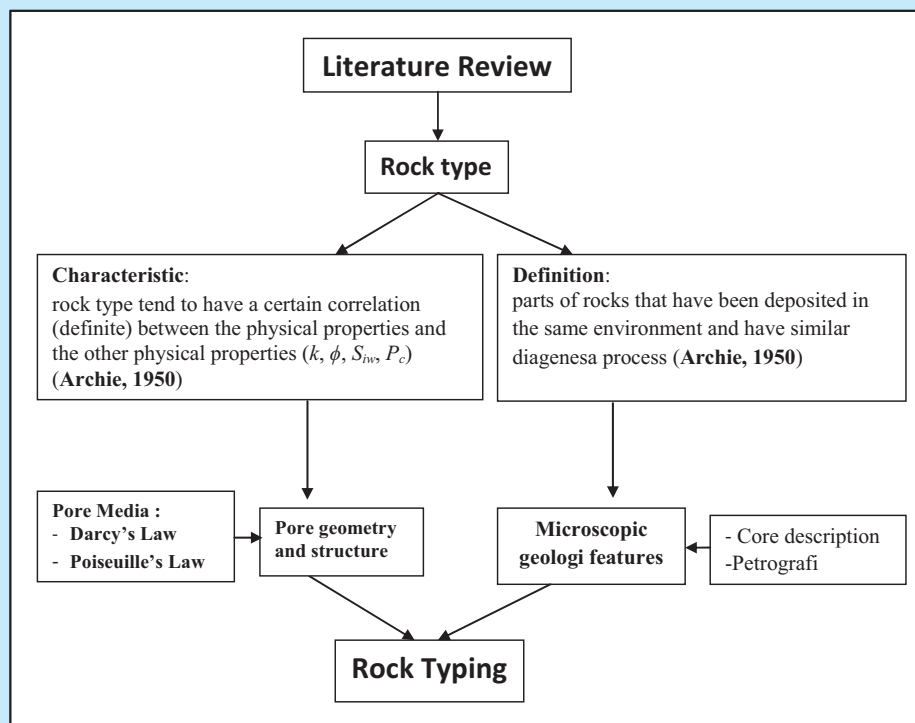 Literature Review
Rock type
Characteristic:
rock type tend to have a certain correlation
(definite) between the physical properties and
the other physical properties (k, ϕ, Siw, Pc)
(Archie, 1950)
Definition:
parts of rocks that have been deposited in
the same environment and have similar
diagenesa process (Archie, 1950)
Pore Media :
- Darcy's Law
- Poiseuille's Law
Pore geometry
and structure
Microscopic
geologi features
- Core description
-Petrografi
Rock Typing